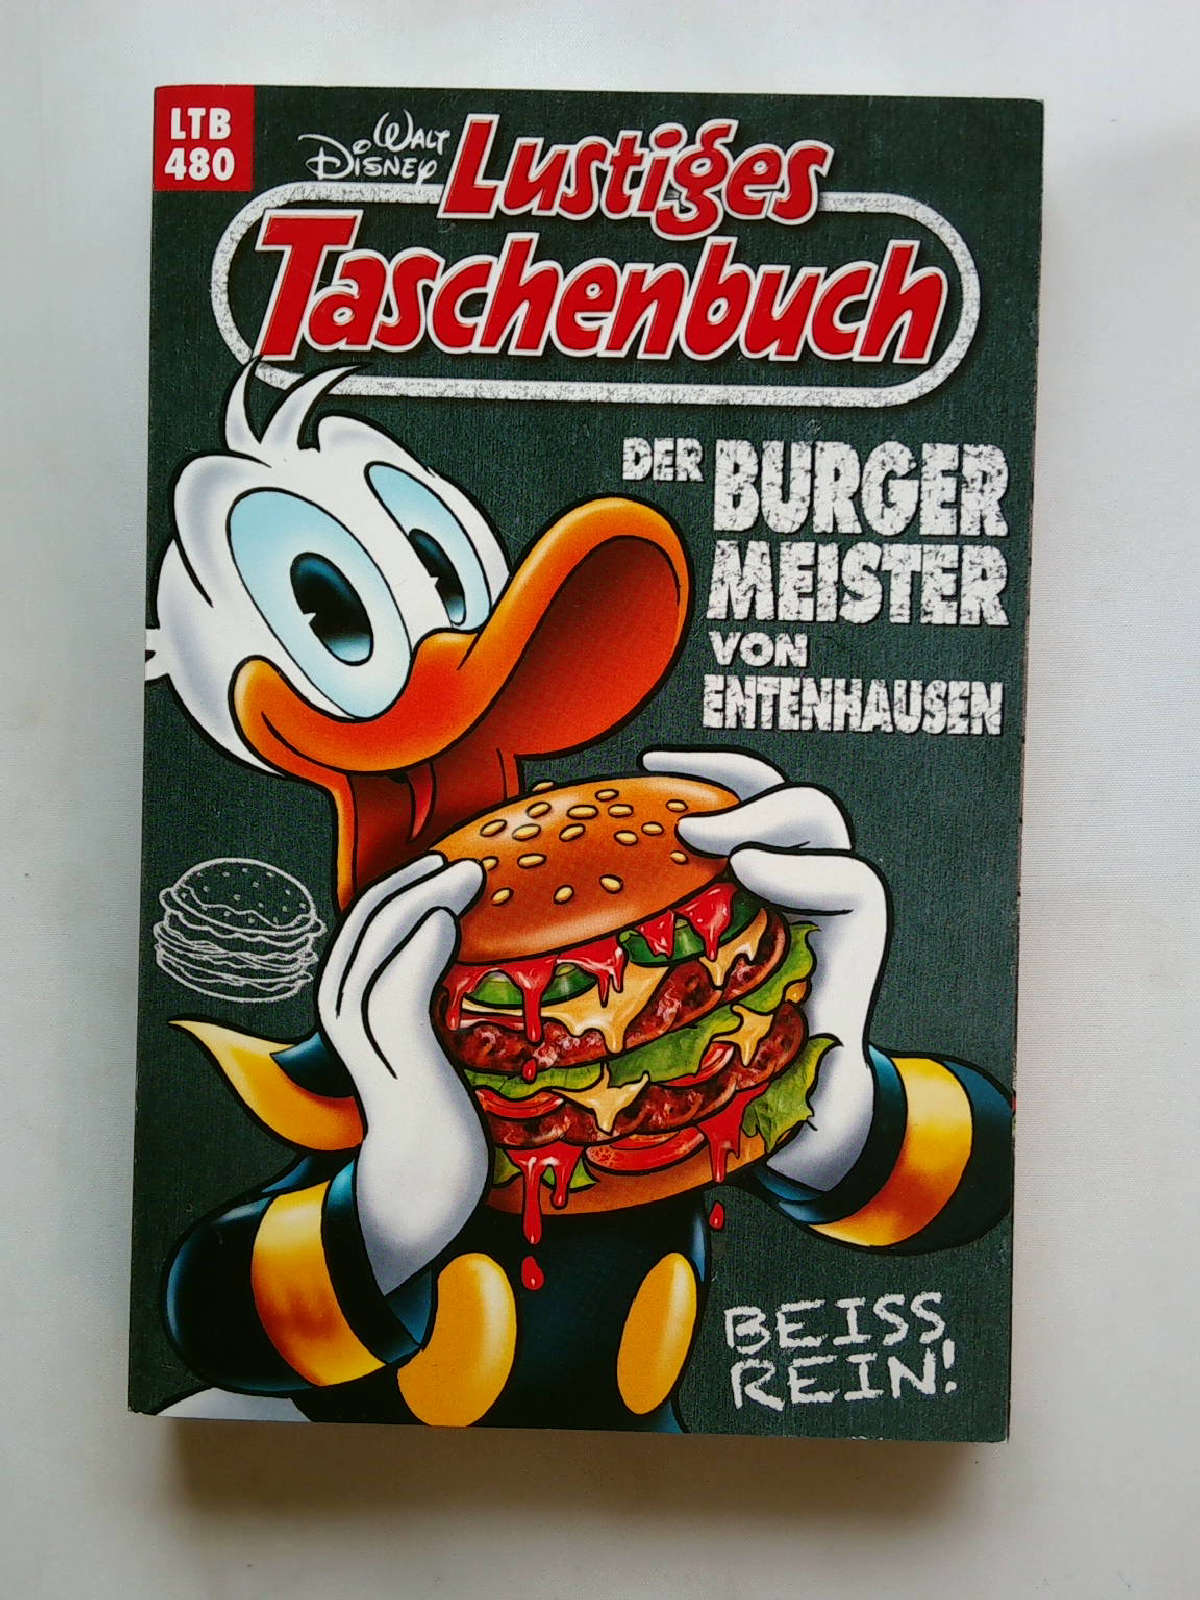 LTB
480
WALT
DISNEY
Lustiges
Taschenbuch
DER BURGER
MEISTER
VON
ENTENHAUSEN
BEISS
REIN!